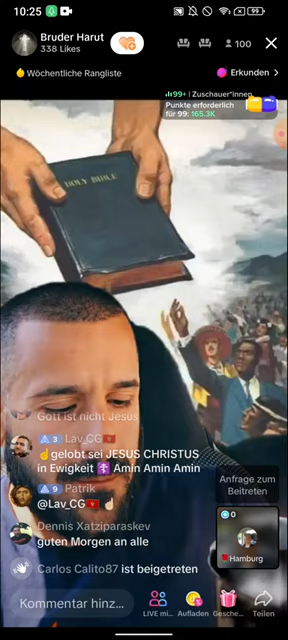 10:25
99
Bruder Harut
338 Likes
100
Wöchentliche Rangliste
Erkunden >
99+ | Zuschauer*innen
Punkte erforderlich
für 99: 165.3K
HOLY BIBLE
Gott ist nicht Jesus
3 Lav_CG
gelobt sei JESUS CHRISTUS
in Ewigkeit Amin Amin Amin
9 Patrik
@Lav_CG
Dennis Xatziparaskev
guten Morgen an alle
Carlos Calito87 ist beigetreten
Anfrage zum
Beitreten
0
Hamburg
Kommentar hinz...
LIVE mi...
Aufladen
Gesche...
Teilen